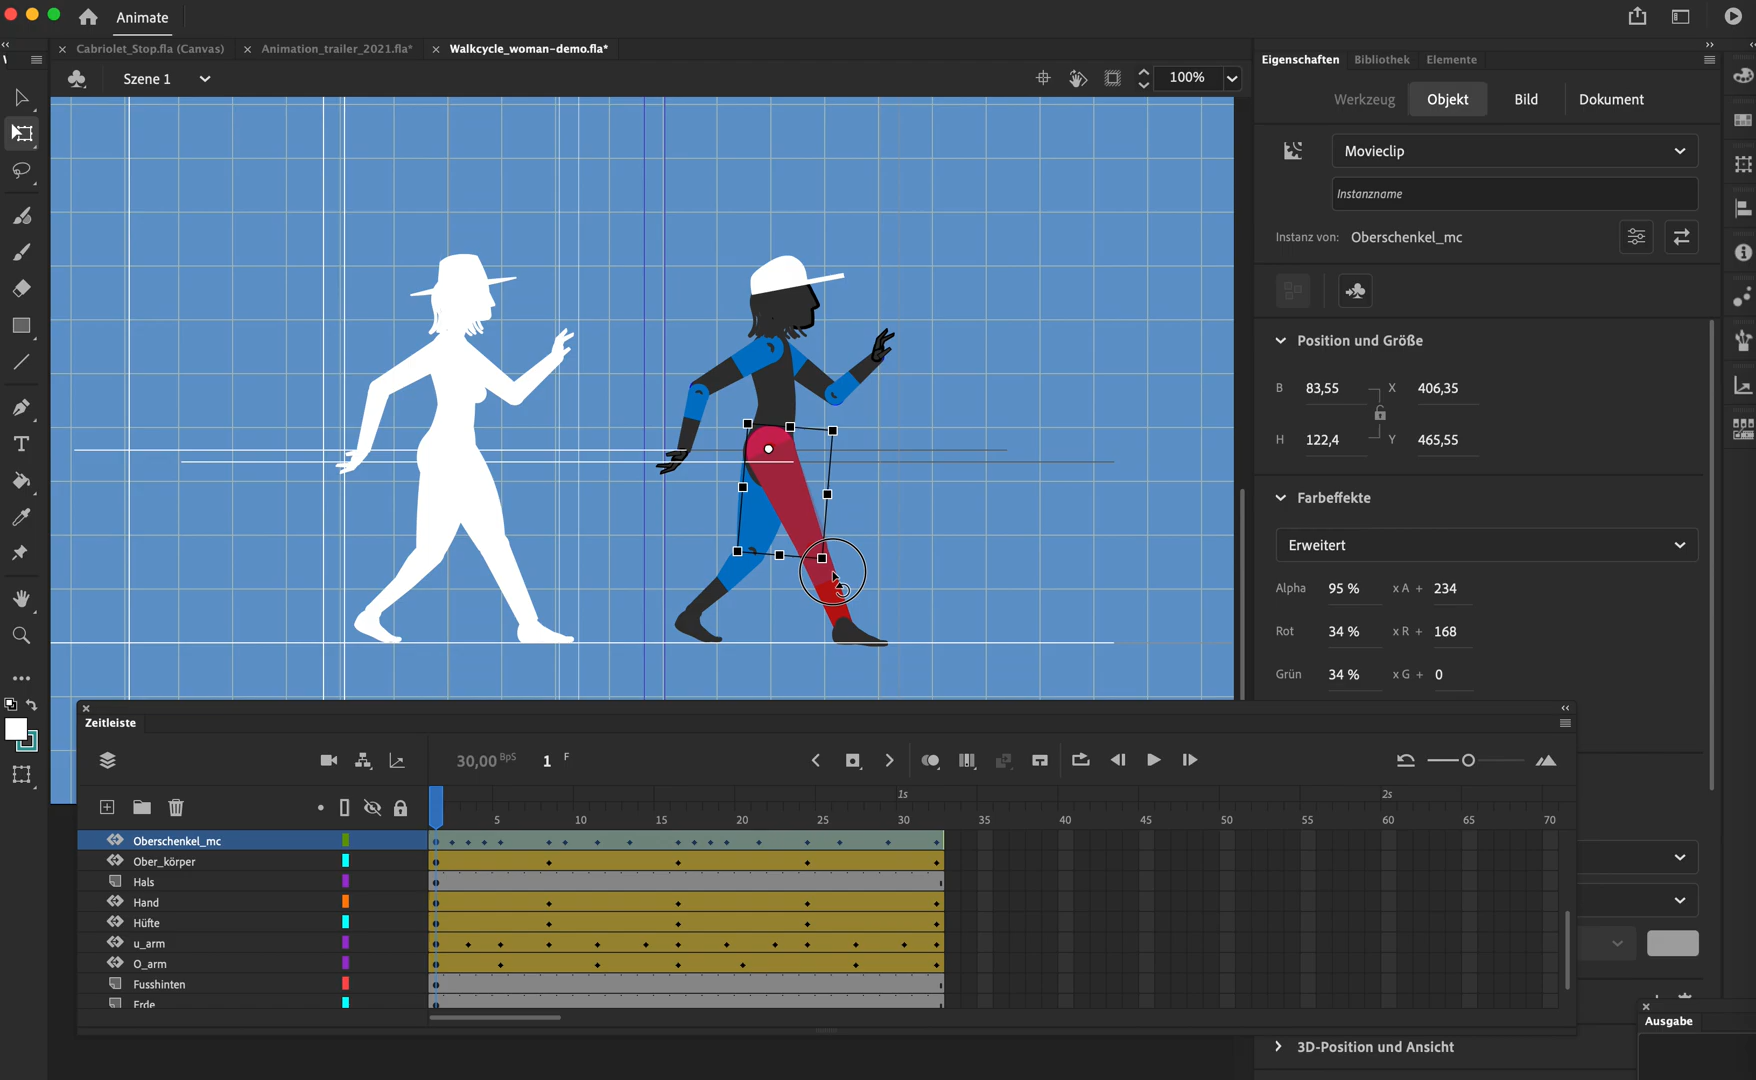 Animate
Cabriolet_Stop.fla (Canvas)
Animation_trailer_2021.fla*
Walkcycle_woman-demo.fla*
Szene 1
100%
Eigenschaften
Bibliothek
Elemente
Werkzeug
Objekt
Bild
Dokument
Movieclip
Instanzname
Instanz von: Oberschenkel_mc
Position und Größe
B 83,55 X 406,35
H 122,4 Y 465,55
Farbeffekte
Erweitert
Alpha 95 % x A + 234
Rot 34 % x R + 168
Grün 34 % x G + 0
Zeitleiste
30,00 BpS 1 F
1s 2s
5 10 15 20 25 30 35 40 45 50 55 60 65 70
Oberschenkel_mc
Ober_körper
Hals
Hand
Hüfte
u_arm
O_arm
Fusshinten
Erde
Ausgabe
3D-Position und Ansicht